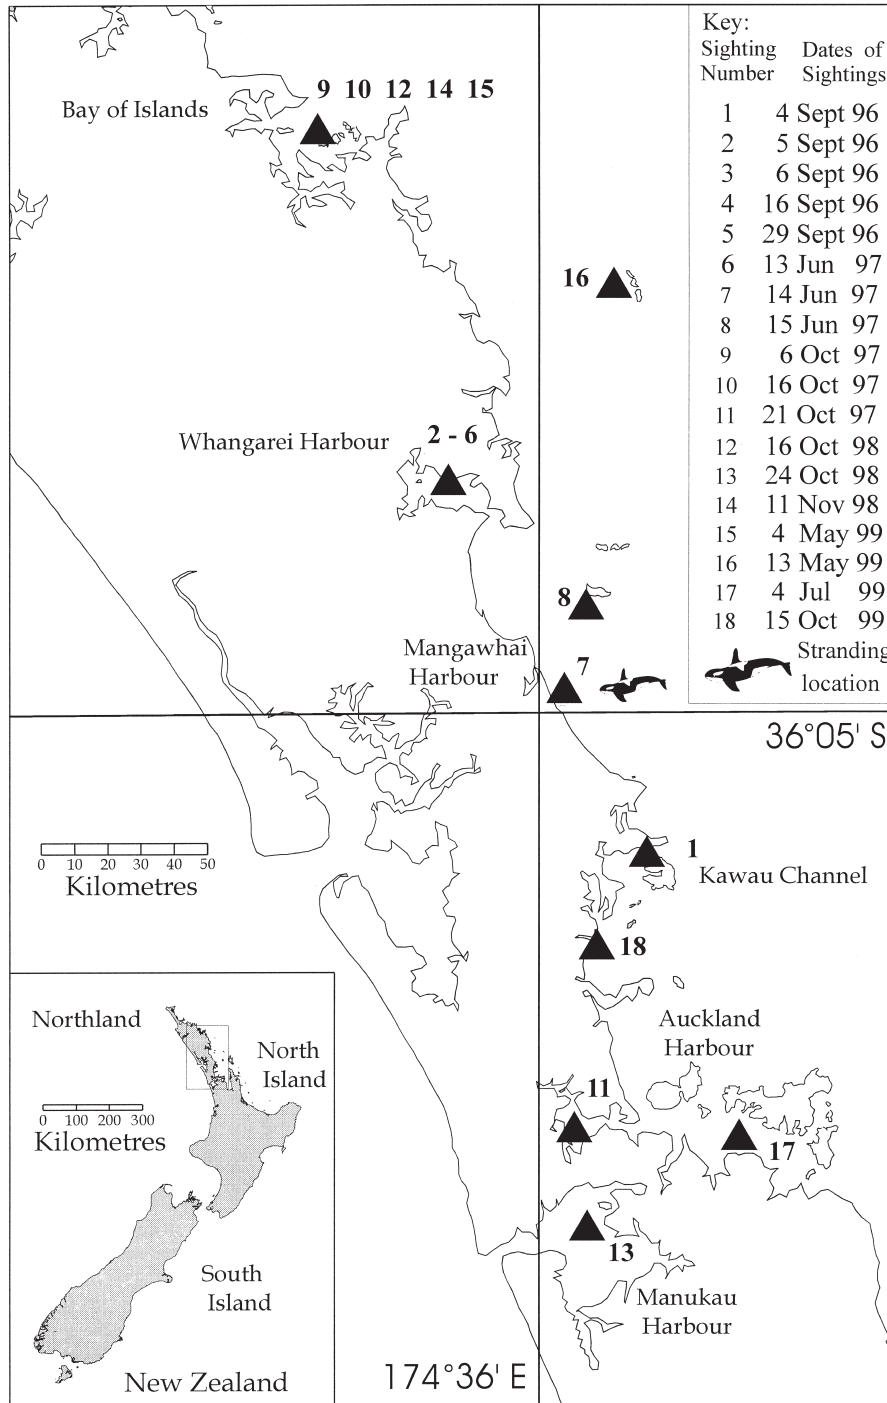 Key:
Sighting Number
Dates of Sightings
1 4 Sept 96
2 5 Sept 96
3 6 Sept 96
4 16 Sept 96
5 29 Sept 96
6 13 Jun 97
7 14 Jun 97
8 15 Jun 97
9 6 Oct 97
10 16 Oct 97
11 21 Oct 97
12 16 Oct 98
13 24 Oct 98
14 11 Nov 98
15 4 May 99
16 13 May 99
17 4 Jul 99
18 15 Oct 99
Stranding
location
9 10 12 14 15
Bay of Islands
16
2 - 6
Whangarei Harbour
8
Mangawhai
Harbour
7
36°05' S
0 10 20 30 40 50
Kilometres
1
Kawau Channel
18
Auckland
Harbour
11
17
13
Manukau
Harbour
174°36' E
Northland
North
Island
0 100 200 300
Kilometres
South
Island
New Zealand